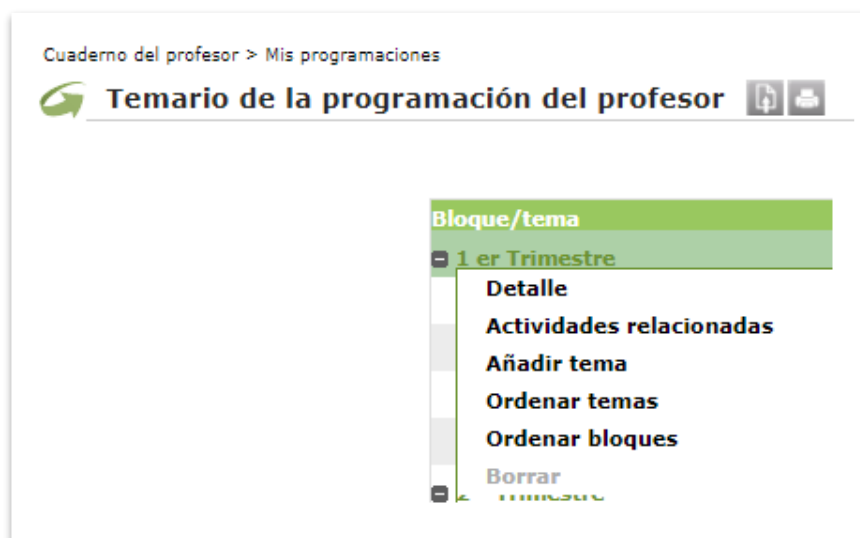 Cuaderno del profesor > Mis programaciones
Temario de la programación del profesor
Bloque/tema
1 er Trimestre
Detalle
Actividades relacionadas
Añadir tema
Ordenar temas
Ordenar bloques
Borrar
Trimestre